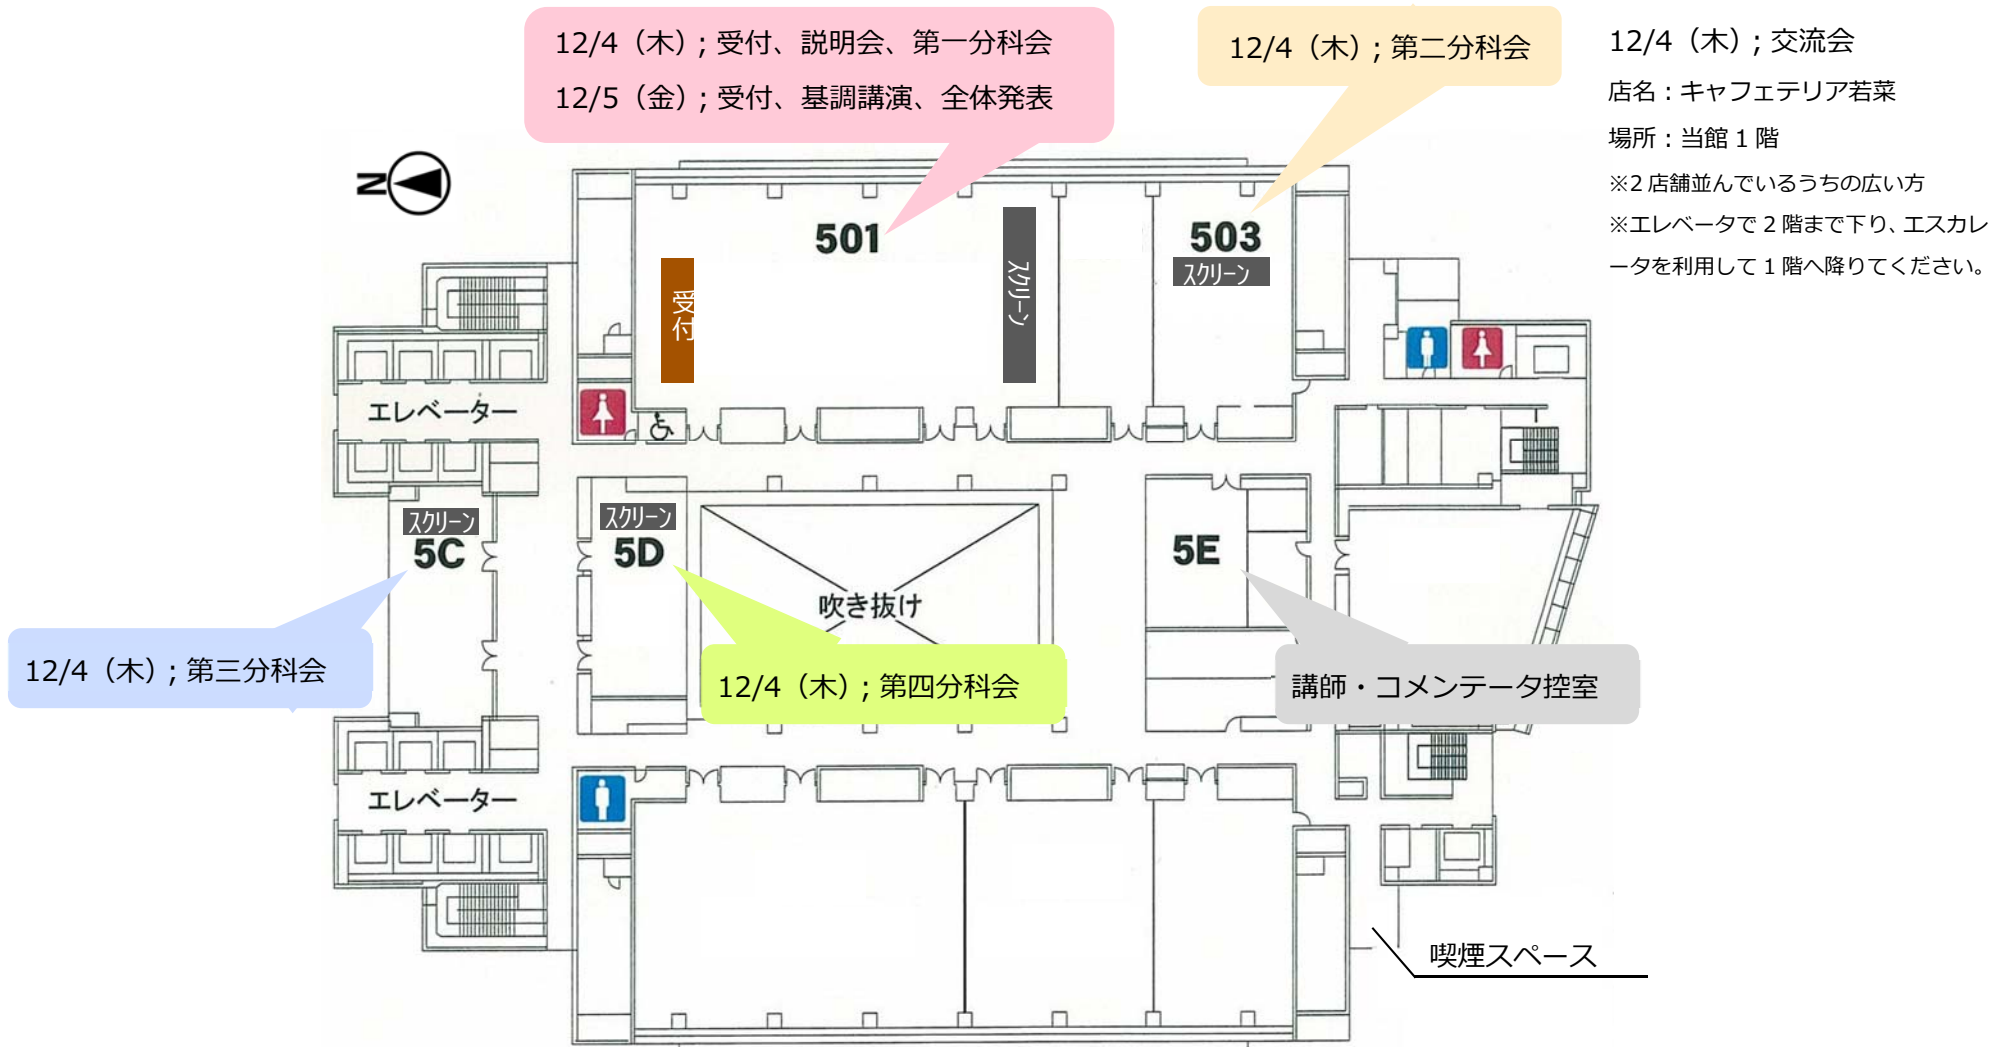 12/4（木）; 受付、説明会、第一分科会
12/5（金）; 受付、基調講演、全体発表
12/4（木）; 第二分科会
12/4（木）; 交流会
店名：キャフェテリア若菜
場所：当館 1 階
※2 店舗並んでいるうちの広い方
※エレベータで 2 階まで下り、エスカレ
ータを利用して 1 階へ降りてください。
N
501
503
スクリーン
スクリーン
受付
エレベーター
スクリーン
5C
スクリーン
5D
5E
吹き抜け
12/4（木）; 第三分科会
12/4（木）; 第四分科会
講師・コメンテータ控室
エレベーター
喫煙スペース